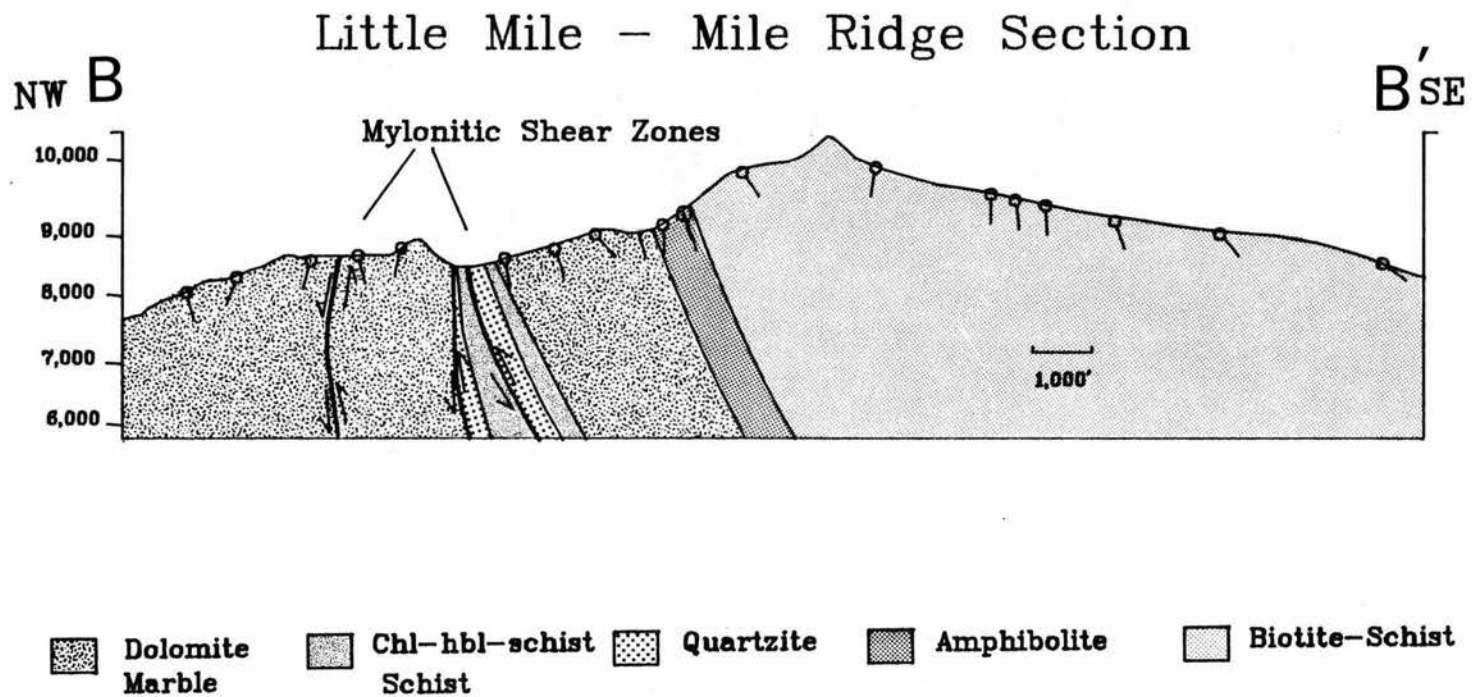 Little Mile - Mile Ridge Section
NW B
B' SE
Mylonitic Shear Zones
10,000
9,000
8,000
7,000
6,000
1,000'
Dolomite Marble
Chl-hbl-schist Schist
Quartzite
Amphibolite
Biotite-Schist